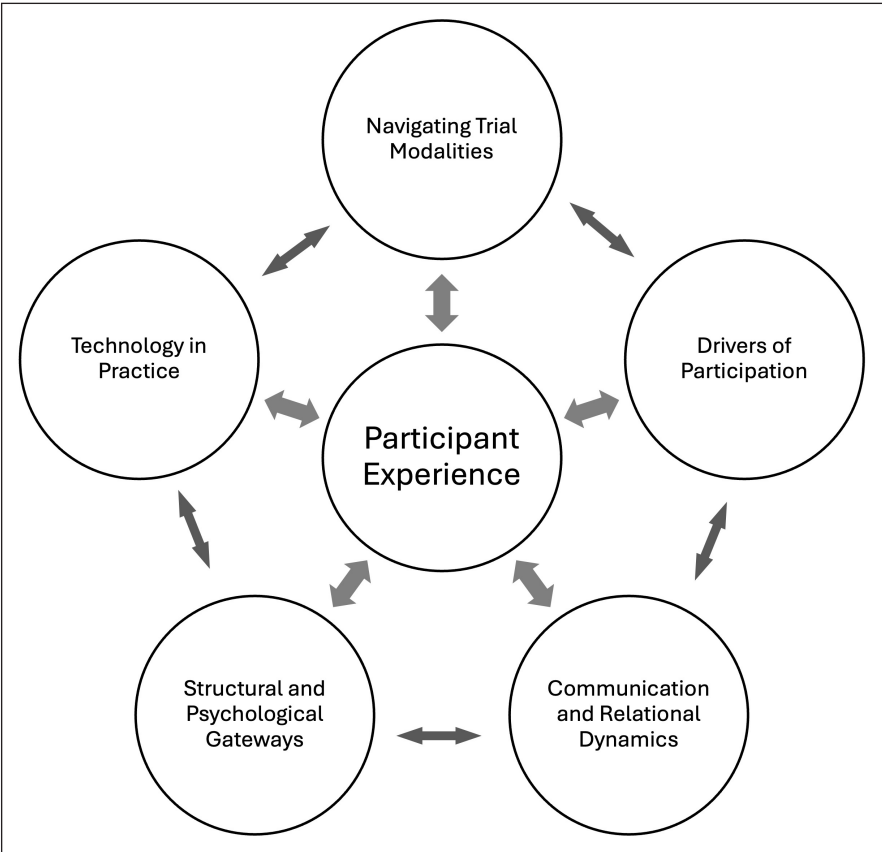 Navigating Trial
Modalities
Technology in
Practice
Drivers of
Participation
Participant
Experience
Structural and
Psychological
Gateways
Communication
and Relational
Dynamics